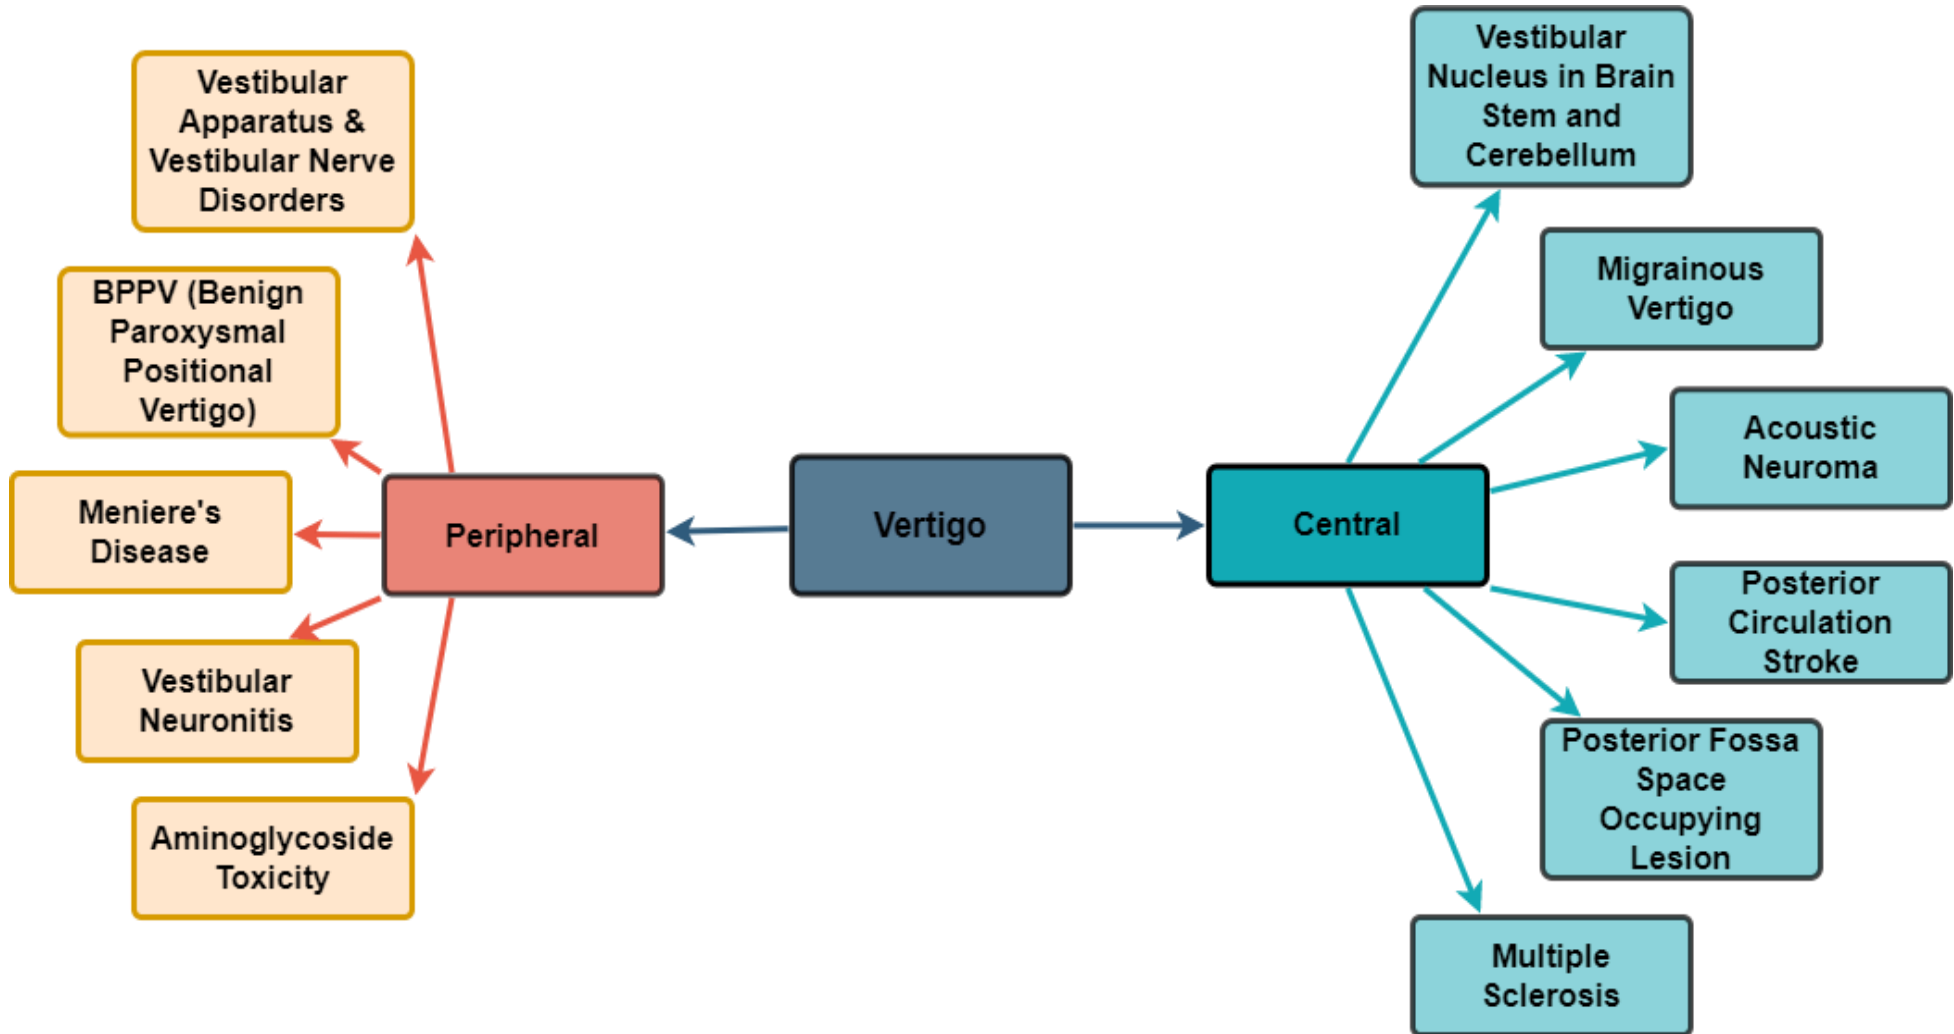 Vestibular
Apparatus &
Vestibular Nerve
Disorders
BPPV (Benign
Paroxysmal
Positional
Vertigo)
Meniere's
Disease
Vestibular
Neuronitis
Aminoglycoside
Toxicity
Peripheral
Vertigo
Central
Vestibular
Nucleus in Brain
Stem and
Cerebellum
Migrainous
Vertigo
Acoustic
Neuroma
Posterior
Circulation
Stroke
Posterior Fossa
Space
Occupying
Lesion
Multiple
Sclerosis